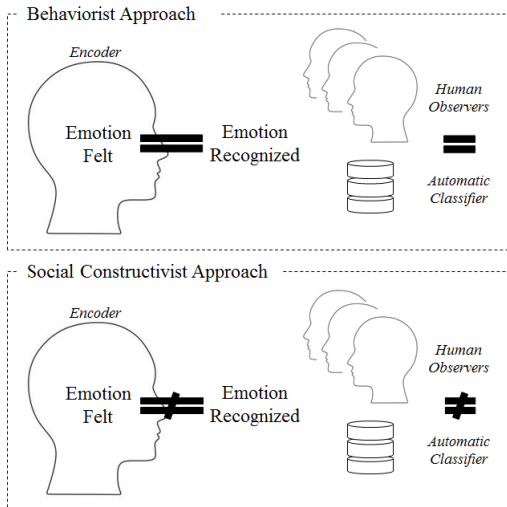 Behaviorist Approach
Encoder
Emotion
Felt
=
Emotion
Recognized
Human
Observers
=
Automatic
Classifier
Social Constructivist Approach
Encoder
Emotion
Felt
≠
Emotion
Recognized
Human
Observers
≠
Automatic
Classifier